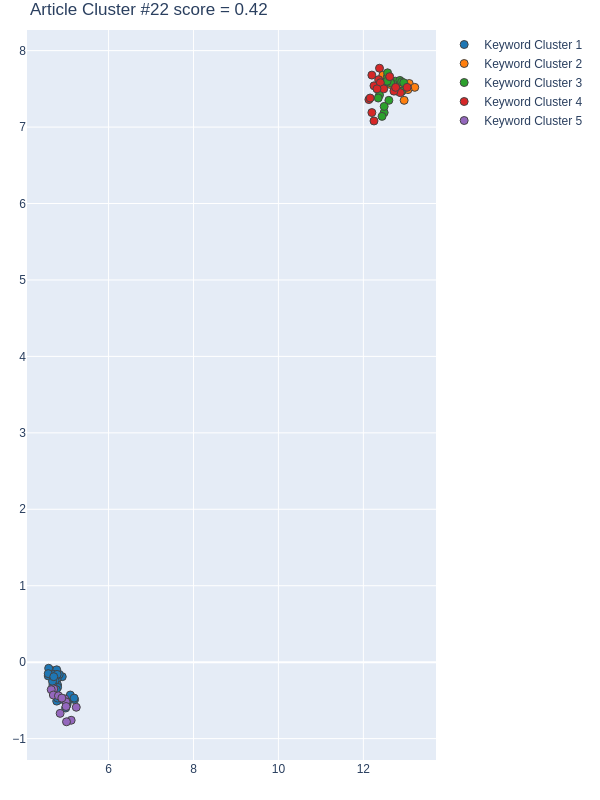 Article Cluster #22 score = 0.42
Keyword Cluster 1
Keyword Cluster 2
Keyword Cluster 3
Keyword Cluster 4
Keyword Cluster 5
8
7
6
5
4
3
2
1
0
−1
6 8 10 12